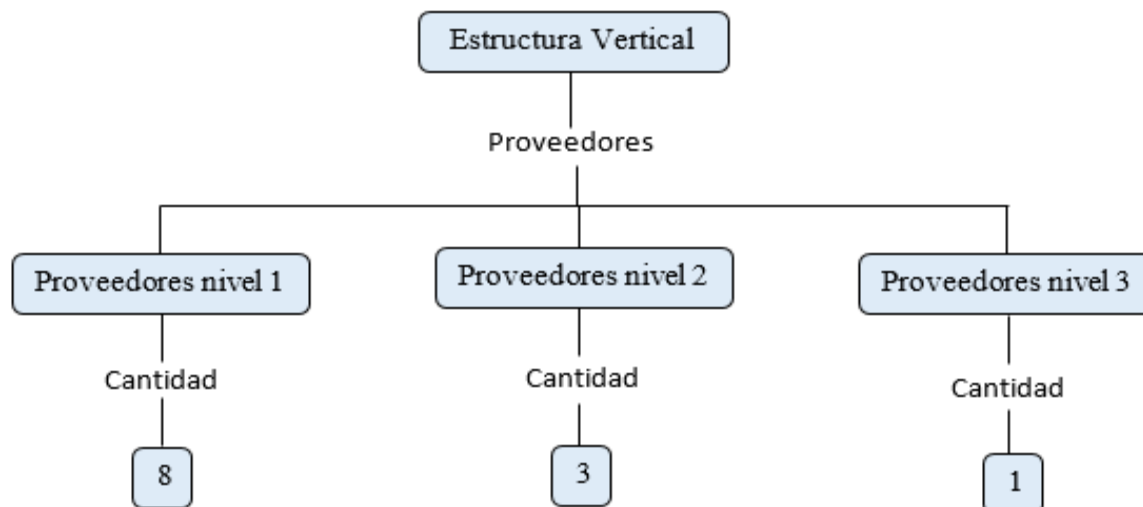 Estructura Vertical
Proveedores
Proveedores nivel 1
Proveedores nivel 2
Proveedores nivel 3
Cantidad
Cantidad
Cantidad
8
3
1